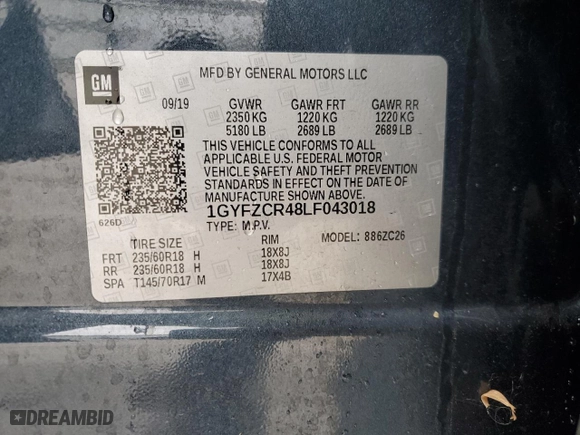 GM
MFD BY GENERAL MOTORS LLC
09/19 GVWR GAWR FRT GAWR RR
2350 KG 1220 KG 1220 KG
5180 LB 2689 LB 2689 LB
THIS VEHICLE CONFORMS TO ALL
APPLICABLE U.S. FEDERAL MOTOR
VEHICLE SAFETY AND THEFT PREVENTION
STANDARDS IN EFFECT ON THE DATE OF
MANUFACTURE SHOWN ABOVE.
626D 1GYFZCR48LF043018
TYPE: M.P.V. MODEL: 886ZC26
TIRE SIZE RIM
FRT 235/60R18 H 18X8J
RR 235/60R18 H 18X8J
SPA T145/70R17 M 17X4B
DREAMBID